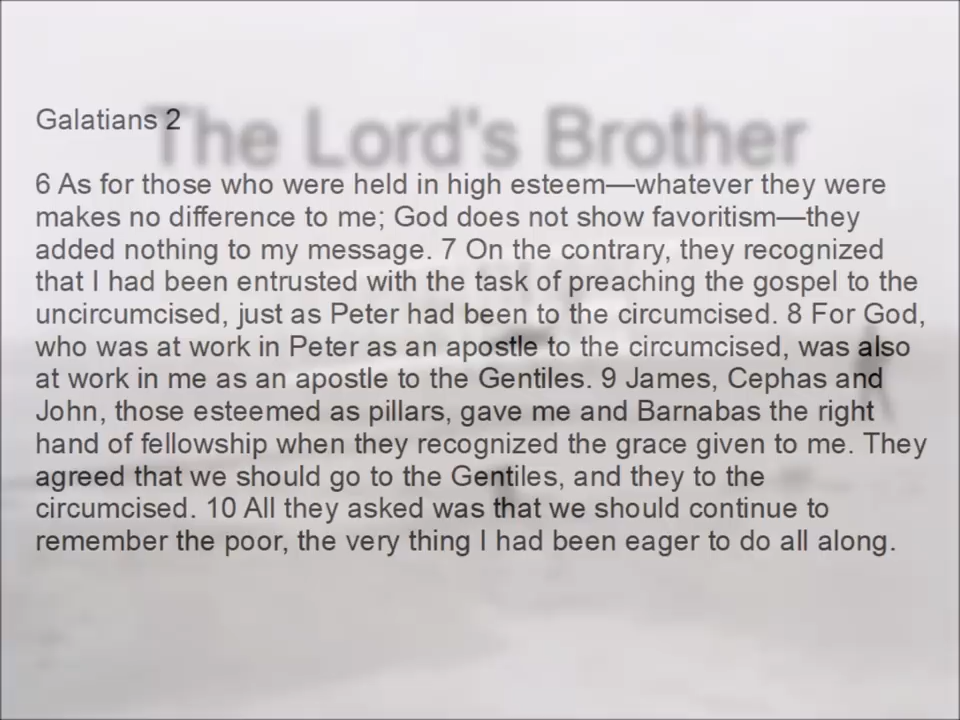 The Lord's Brother
Galatians 2
6 As for those who were held in high esteem—whatever they were
makes no difference to me; God does not show favoritism—they
added nothing to my message. 7 On the contrary, they recognized
that I had been entrusted with the task of preaching the gospel to the
uncircumcised, just as Peter had been to the circumcised. 8 For God,
who was at work in Peter as an apostle to the circumcised, was also
at work in me as an apostle to the Gentiles. 9 James, Cephas and
John, those esteemed as pillars, gave me and Barnabas the right
hand of fellowship when they recognized the grace given to me. They
agreed that we should go to the Gentiles, and they to the
circumcised. 10 All they asked was that we should continue to
remember the poor, the very thing I had been eager to do all along.